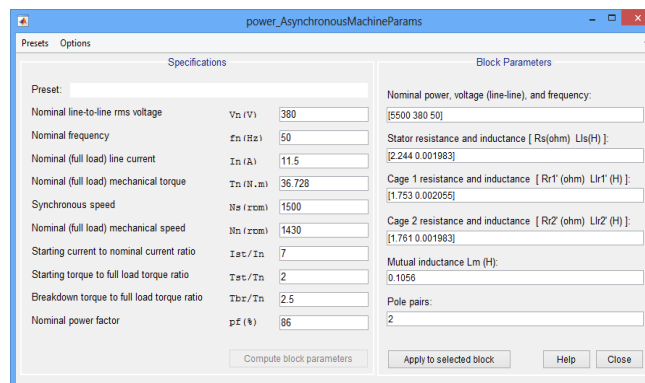 power_AsynchronousMachineParams
Presets Options
Specifications
Preset:
Nominal line-to-line rms voltage Vn (V) 380
Nominal frequency fn (Hz) 50
Nominal (full load) line current In (A) 11.5
Nominal (full load) mechanical torque Tn (N.m) 36.728
Synchronous speed Ns (rpm) 1500
Nominal (full load) mechanical speed Nn (rpm) 1430
Starting current to nominal current ratio Ist/In 7
Starting torque to full load torque ratio Tst/Tn 2
Breakdown torque to full load torque ratio Tbr/Tn 2.5
Nominal power factor pf (%) 86
Compute block parameters
Block Parameters
Nominal power, voltage (line-line), and frequency:
[5500 380 50]
Stator resistance and inductance [ Rs(ohm) Lls(H) ]:
[2.244 0.001983]
Cage 1 resistance and inductance [ Rr1' (ohm) Llr1' (H) ]:
[1.753 0.002055]
Cage 2 resistance and inductance [ Rr2' (ohm) Llr2' (H) ]:
[1.761 0.001983]
Mutual inductance Lm (H):
0.1056
Pole pairs:
2
Apply to selected block Help Close